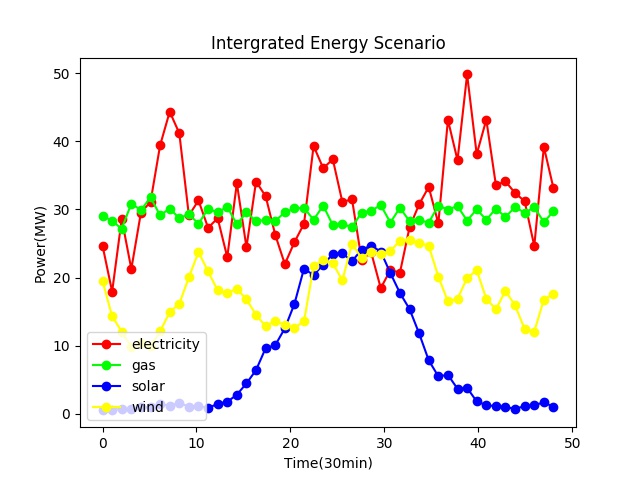 Intergrated Energy Scenario
Power(MW)
50
40
30
20
10
0
electricity
gas
solar
wind
0 10 20 30 40 50
Time(30min)